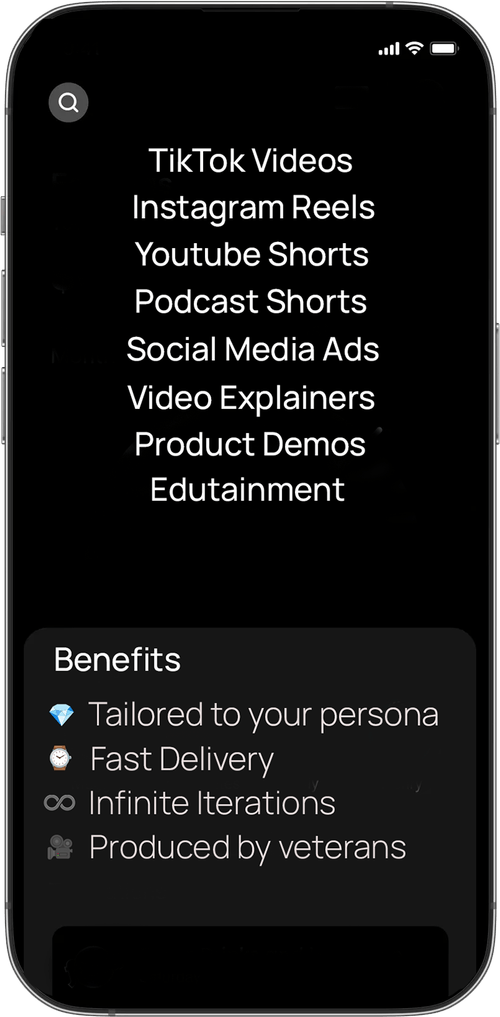 TikTok Videos
Instagram Reels
Youtube Shorts
Podcast Shorts
Social Media Ads
Video Explainers
Product Demos
Edutainment
Benefits
💎 Tailored to your persona
⌚ Fast Delivery
♾ Infinite Iterations
🎥 Produced by veterans